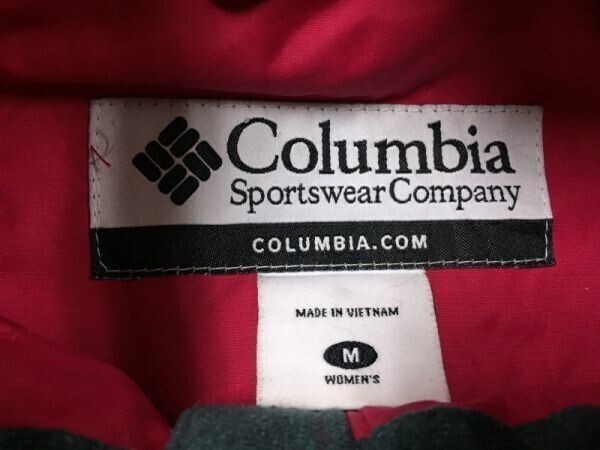 Columbia
Sportswear Company
COLUMBIA.COM
MADE IN VIETNAM
M
WOMEN'S